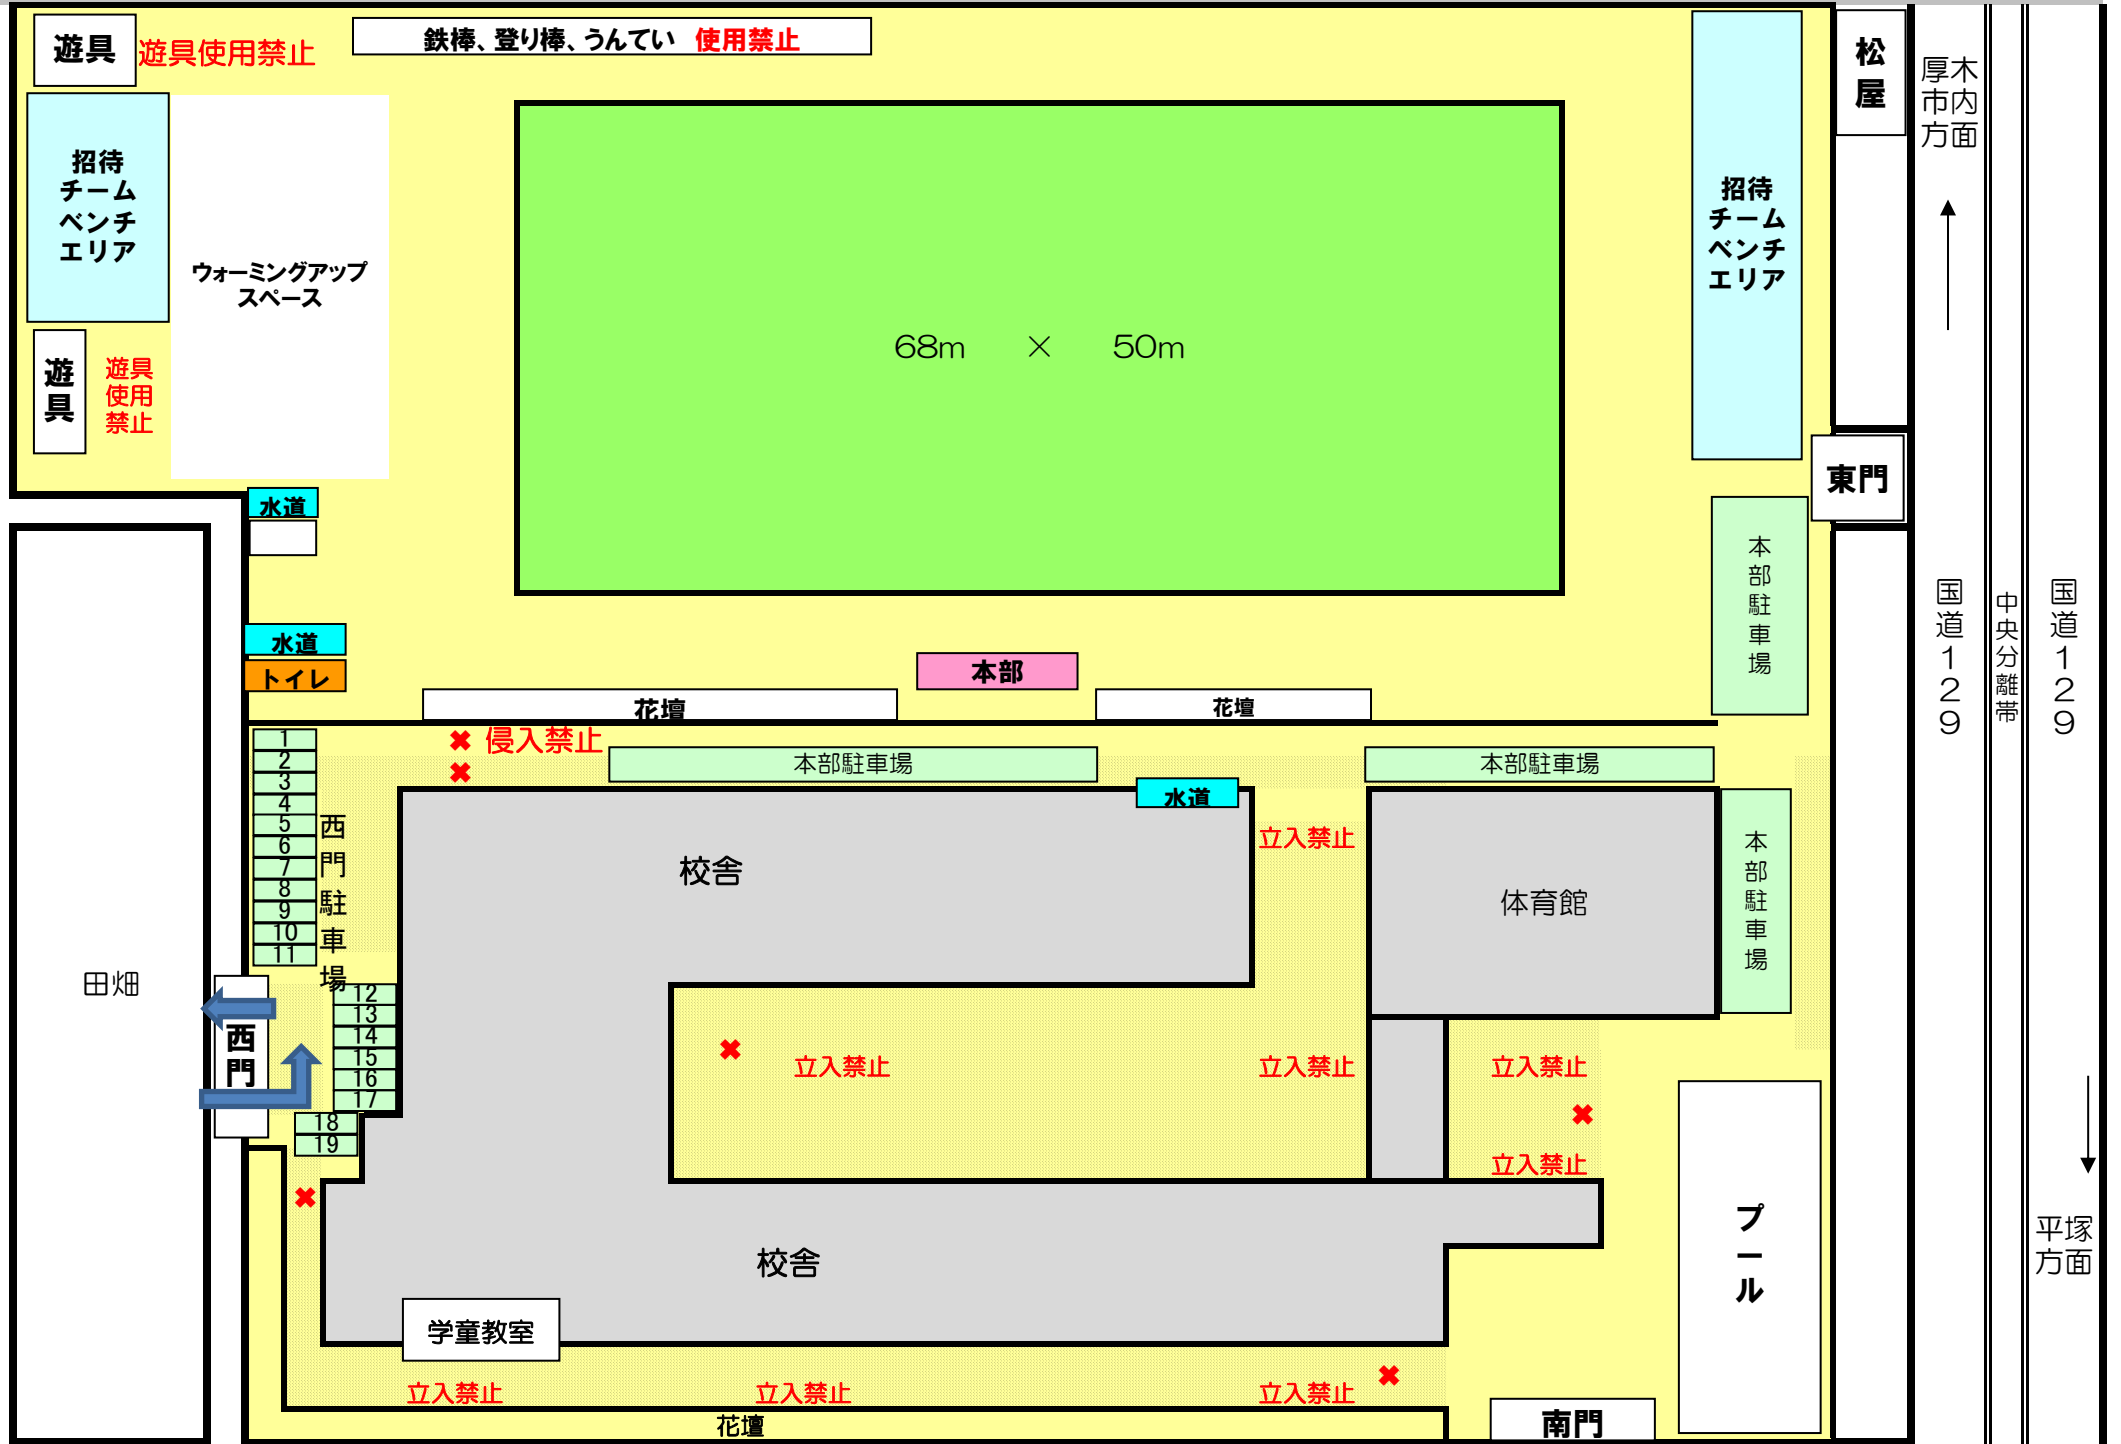 遊具
遊具使用禁止
鉄棒、登り棒、うんてい　使用禁止
松
屋
厚木
市内
方面
招待
チーム
ベンチ
エリア
ウォーミングアップ
スペース
招待
チーム
ベンチ
エリア
68m　×　50m
遊
具
遊具
使用
禁止
東門
水道
本
部
駐
車
場
国
道
1
2
9
中
央
分
離
帯
国
道
1
2
9
水道
トイレ
本部
花壇
花壇
侵入禁止
本部駐車場
本部駐車場
1
2
3
4
5
6
7
8
9
10
11
西
門
駐
車
場
水道
立入禁止
校舎
体育館
本
部
駐
車
場
田畑
12
13
14
15
16
17
18
19
西
門
立入禁止
立入禁止
立入禁止
立入禁止
プ
ー
ル
平塚
方面
校舎
学童教室
立入禁止
立入禁止
立入禁止
花壇
南門